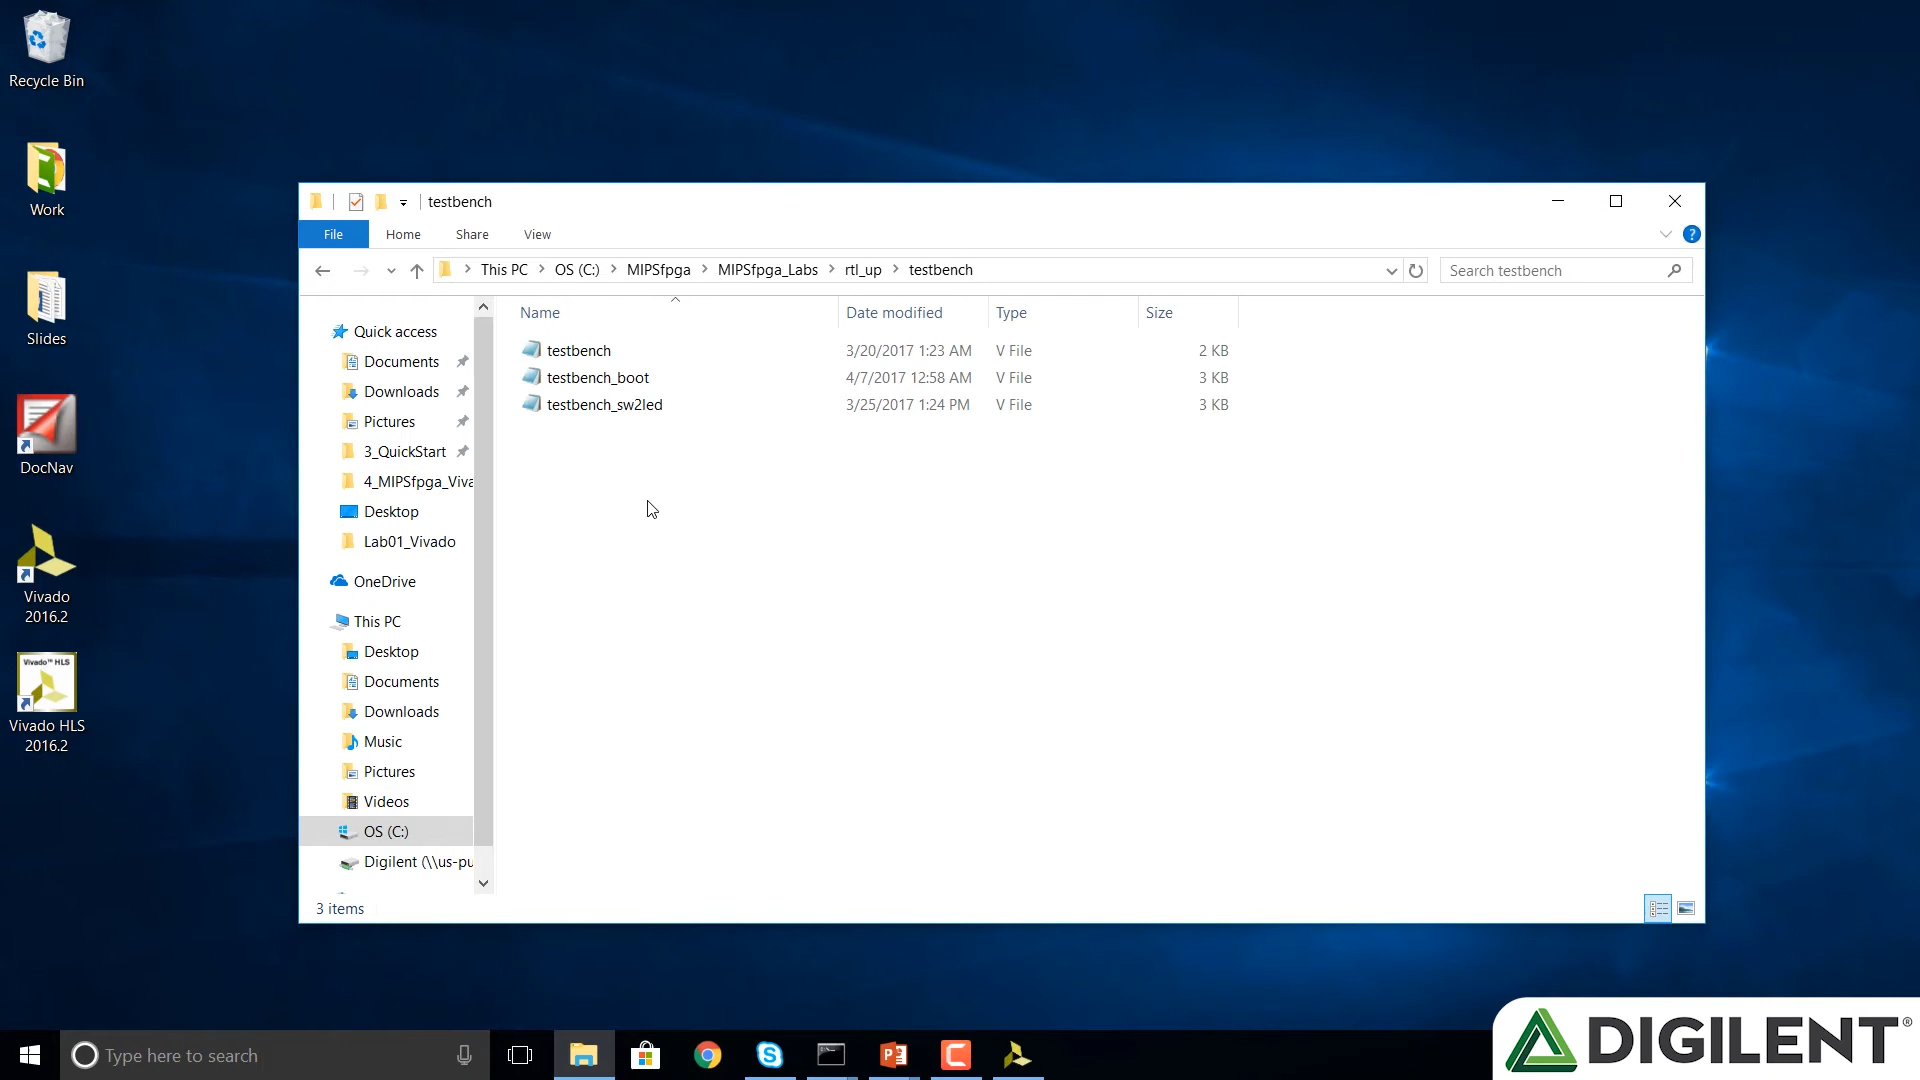 Recycle Bin
Work
Slides
DocNav
Vivado
2016.2
Vivado™ HLS
Vivado HLS
2016.2
testbench
File
Home
Share
View
?
This PC
OS (C:)
MIPSfpga
MIPSfpga_Labs
rtl_up
testbench
Search testbench
Quick access
Documents
Downloads
Pictures
3_QuickStart
4_MIPSfpga_Viva
Desktop
Lab01_Vivado
OneDrive
This PC
Desktop
Documents
Downloads
Music
Pictures
Videos
OS (C:)
Digilent (\\us-pu
Name Date modified Type Size
testbench 3/20/2017 1:23 AM V File 2 KB
testbench_boot 4/7/2017 12:58 AM V File 3 KB
testbench_sw2led 3/25/2017 1:24 PM V File 3 KB
3 items
Type here to search
DIGILENT®